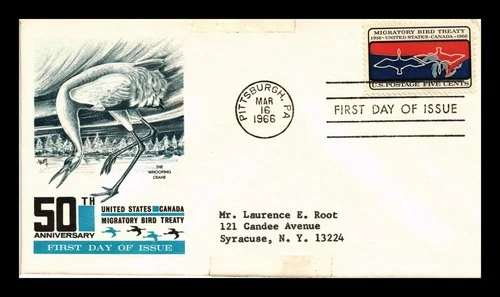 MIGRATORY BIRD TREATY
1916 - UNITED STATES - CANADA - 1966
U.S. POSTAGE FIVE CENTS
PITTSBURGH, PA
MAR
16
1966
FIRST DAY OF ISSUE
THE
WHOOPING
CRANE
50TH
ANNIVERSARY
UNITED STATES CANADA
MIGRATORY BIRD TREATY
FIRST DAY OF ISSUE
Mr. Laurence E. Root
121 Candee Avenue
Syracuse, N. Y. 13224